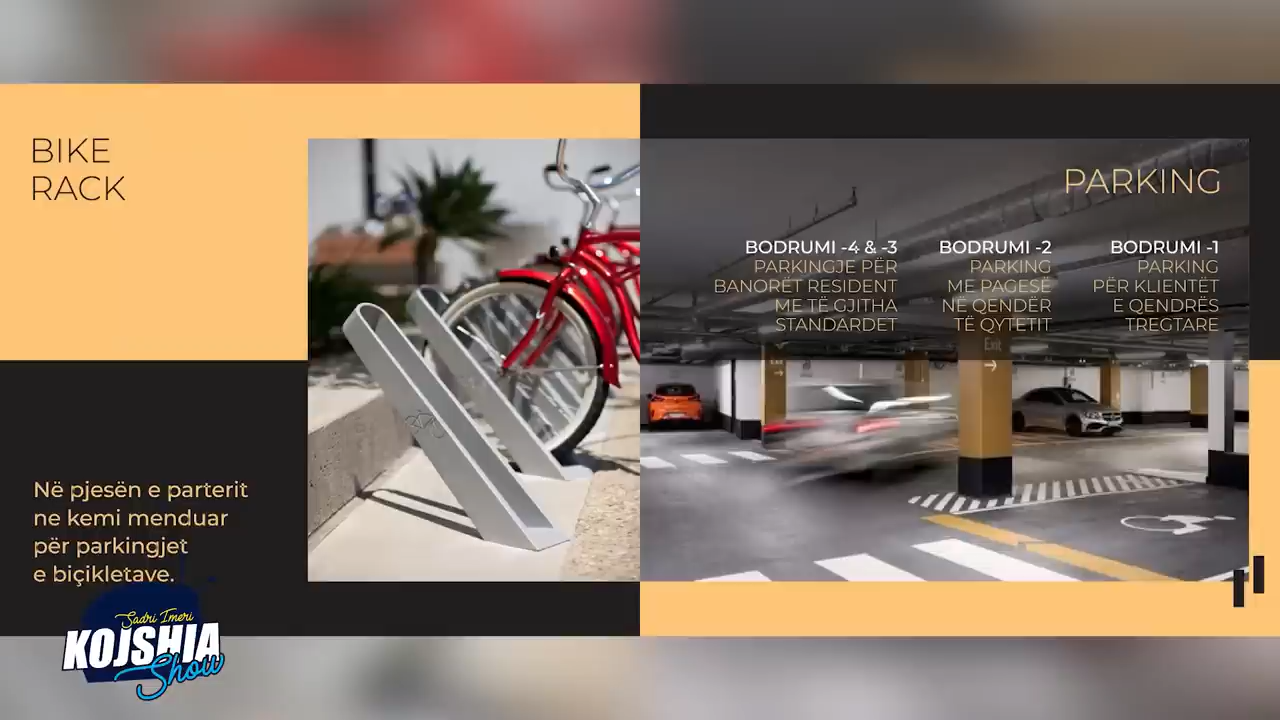 BIKE
RACK
Në pjesën e parterit
ne kemi menduar
për parkingjet
e biçikletave.
PARKING
BODRUMI -4 & -3
PARKINGJE PËR
BANORËT RESIDENT
ME TË GJITHA
STANDARDET
BODRUMI -2
PARKING
ME PAGESË
NË QENDËR
TË QYTETIT
BODRUMI -1
PARKING
PËR KLIENTËT
E QENDRËS
TREGTARE
Exit
Exit
Sadri Imeri
KOJSHIA
Show